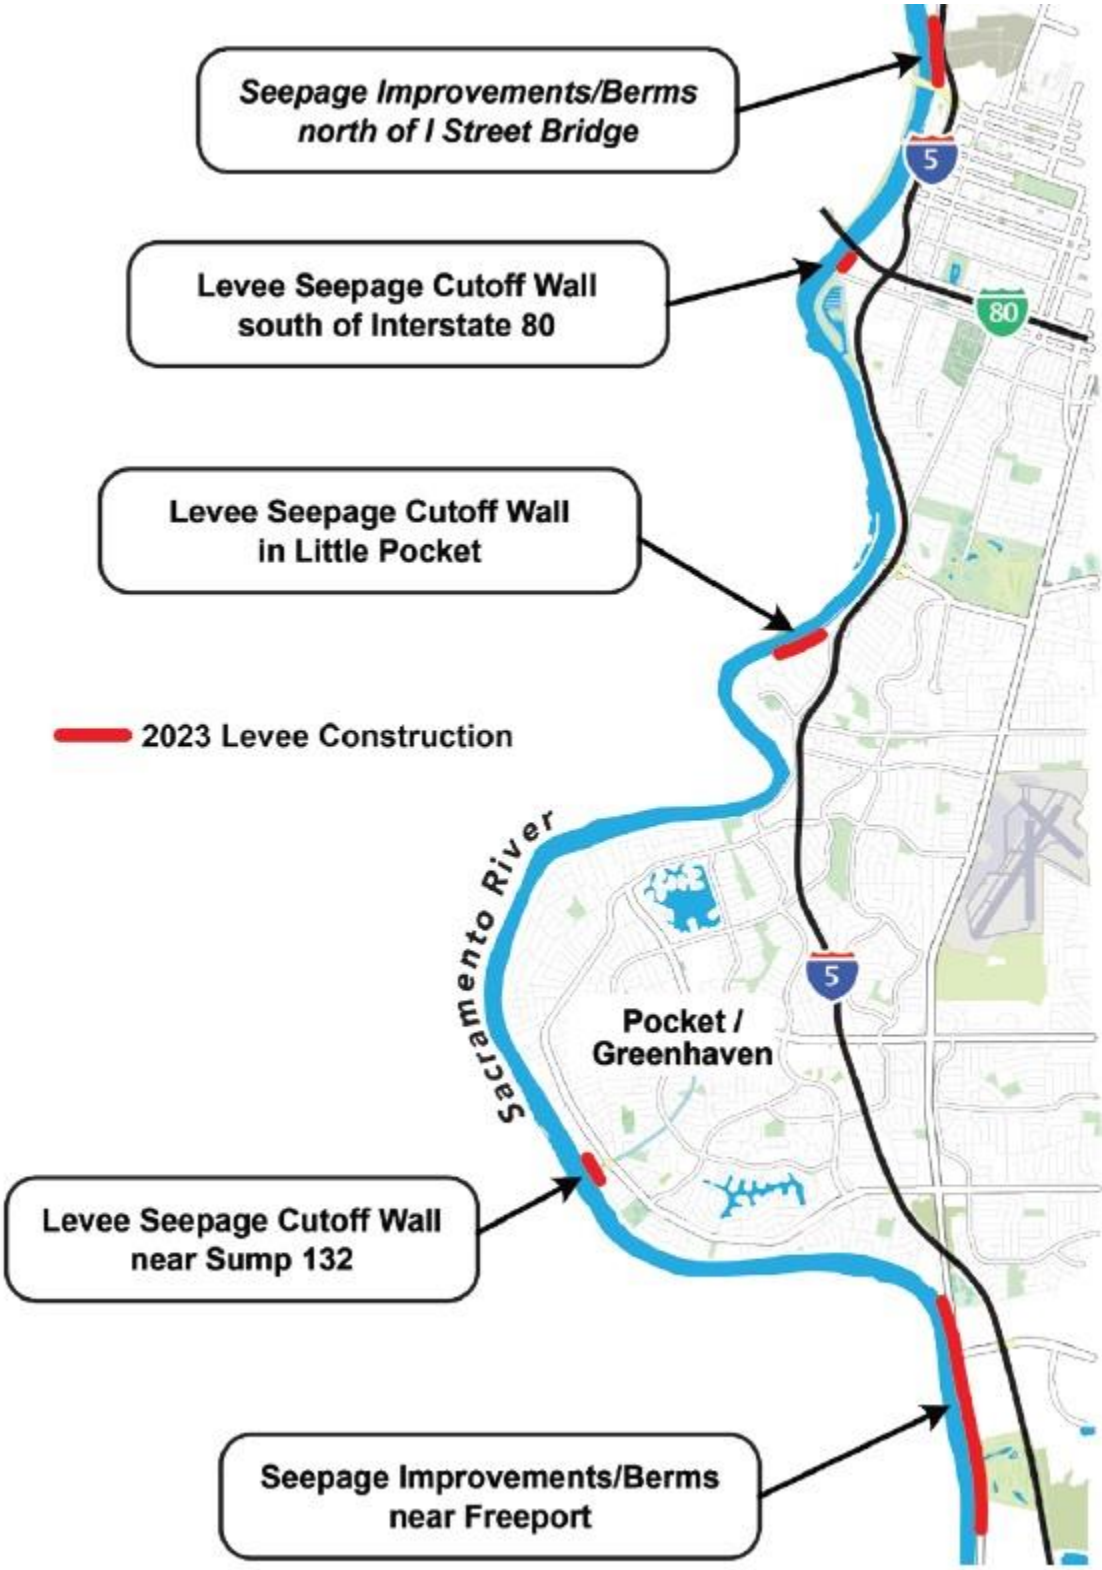 Seepage Improvements/Berms
north of I Street Bridge
5
Levee Seepage Cutoff Wall
south of Interstate 80
80
Levee Seepage Cutoff Wall
in Little Pocket
2023 Levee Construction
Sacramento River
5
Pocket /
Greenhaven
Levee Seepage Cutoff Wall
near Sump 132
Seepage Improvements/Berms
near Freeport